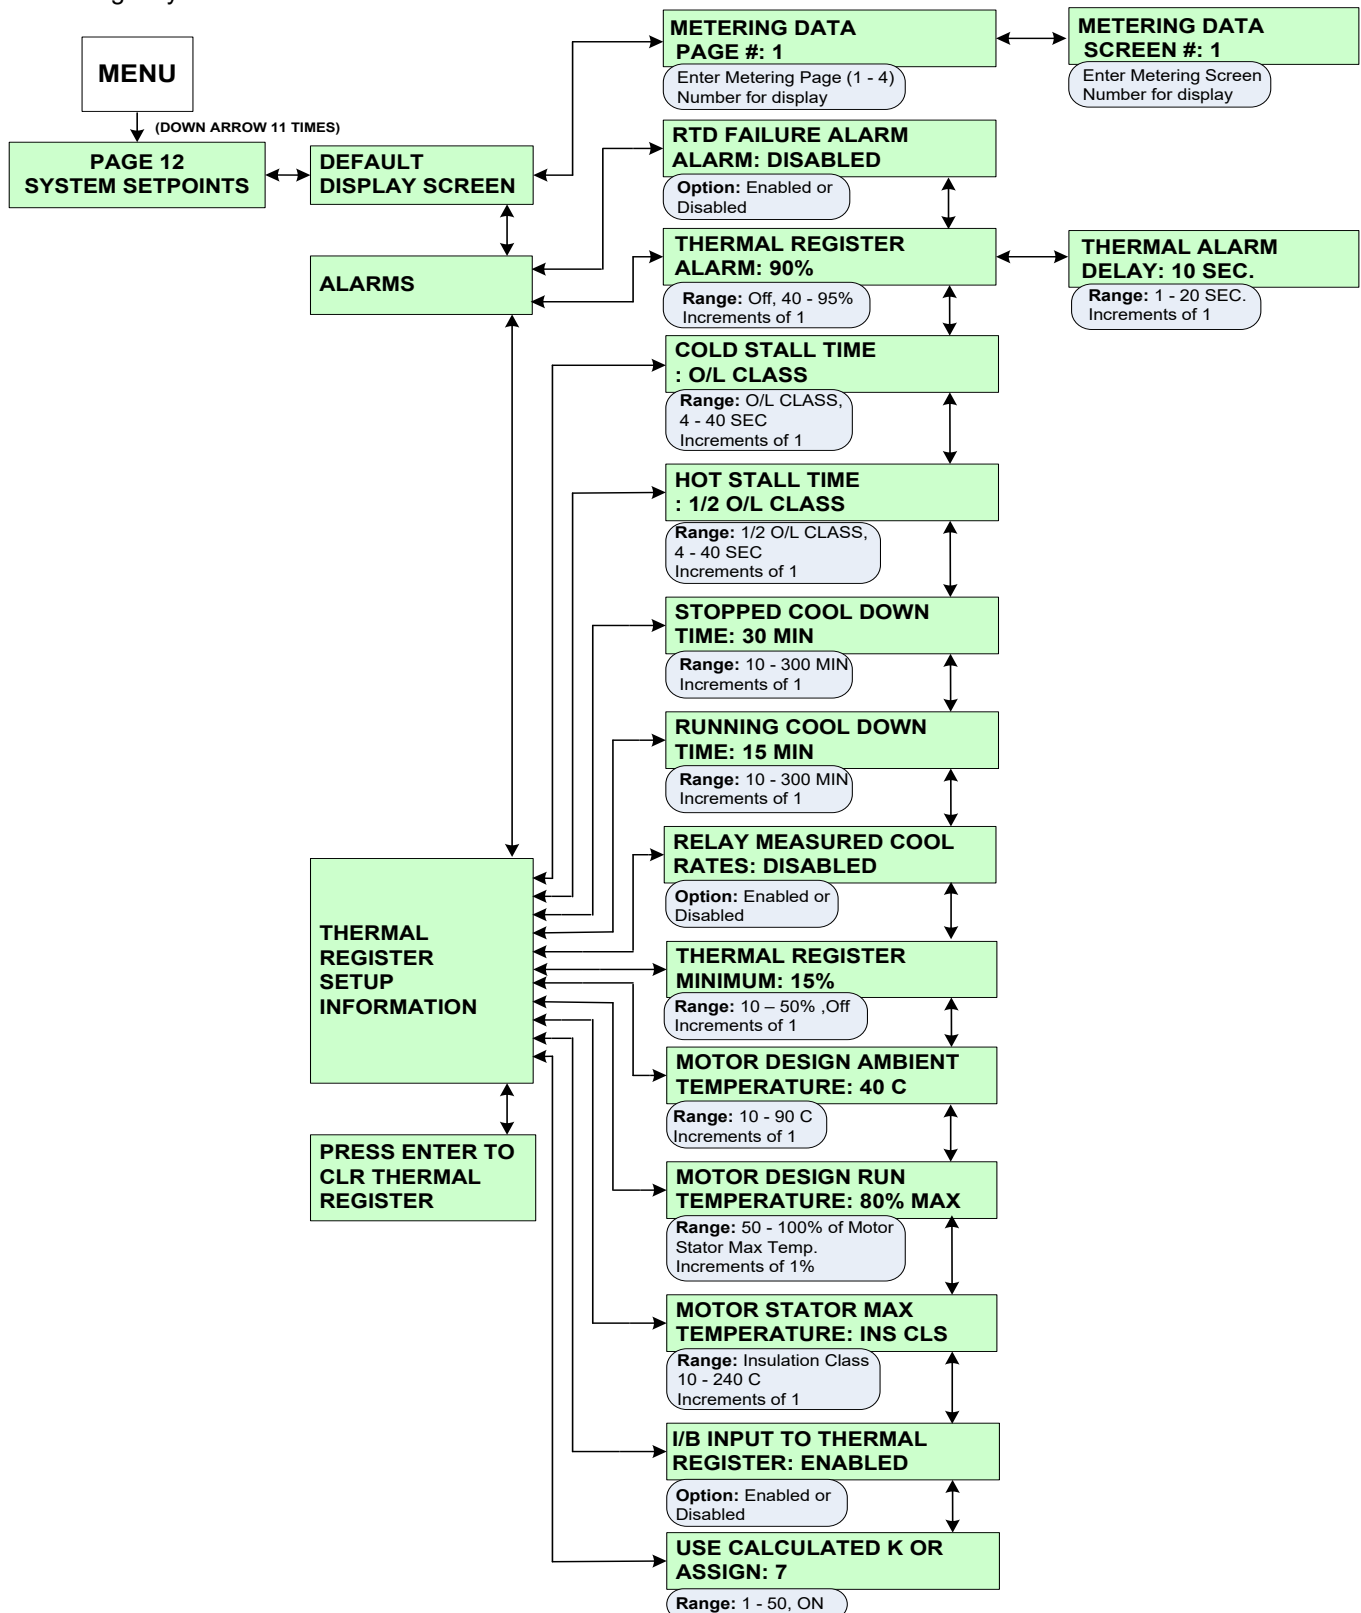 MENU
(DOWN ARROW 11 TIMES)
PAGE 12
SYSTEM SETPOINTS
DEFAULT
DISPLAY SCREEN
METERING DATA
PAGE #: 1
Enter Metering Page (1 - 4)
Number for display
METERING DATA
SCREEN #: 1
Enter Metering Screen
Number for display
ALARMS
RTD FAILURE ALARM
ALARM: DISABLED
Option: Enabled or
Disabled
THERMAL REGISTER
ALARM: 90%
Range: Off, 40 - 95%
Increments of 1
THERMAL ALARM
DELAY: 10 SEC.
Range: 1 - 20 SEC.
Increments of 1
THERMAL
REGISTER
SETUP
INFORMATION
COLD STALL TIME
: O/L CLASS
Range: O/L CLASS,
4 - 40 SEC
Increments of 1
HOT STALL TIME
: 1/2 O/L CLASS
Range: 1/2 O/L CLASS,
4 - 40 SEC
Increments of 1
STOPPED COOL DOWN
TIME: 30 MIN
Range: 10 - 300 MIN
Increments of 1
RUNNING COOL DOWN
TIME: 15 MIN
Range: 10 - 300 MIN
Increments of 1
RELAY MEASURED COOL
RATES: DISABLED
Option: Enabled or
Disabled
THERMAL REGISTER
MINIMUM: 15%
Range: 10 – 50% ,Off
Increments of 1
MOTOR DESIGN AMBIENT
TEMPERATURE: 40 C
Range: 10 - 90 C
Increments of 1
MOTOR DESIGN RUN
TEMPERATURE: 80% MAX
Range: 50 - 100% of Motor
Stator Max Temp.
Increments of 1%
MOTOR STATOR MAX
TEMPERATURE: INS CLS
Range: Insulation Class
10 - 240 C
Increments of 1
I/B INPUT TO THERMAL
REGISTER: ENABLED
Option: Enabled or
Disabled
USE CALCULATED K OR
ASSIGN: 7
Range: 1 - 50, ON
PRESS ENTER TO
CLR THERMAL
REGISTER